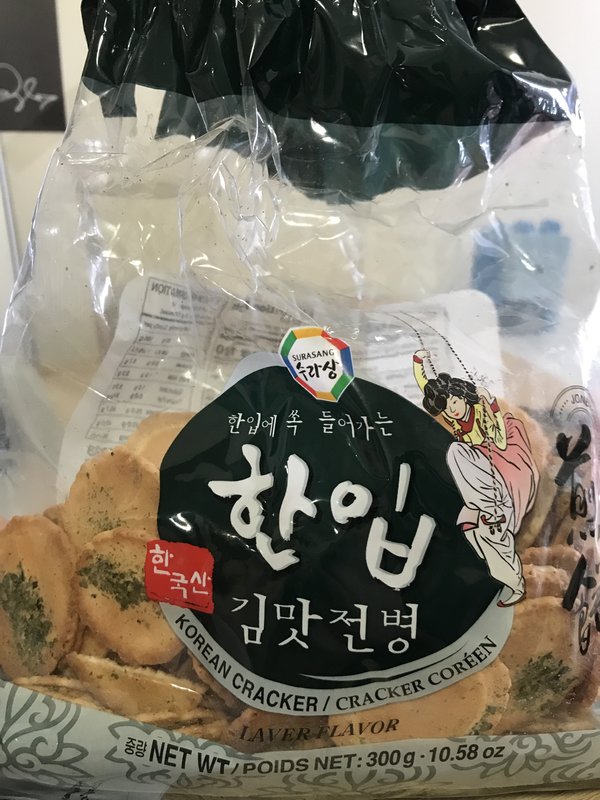 SURASANG
수라상
한입에 쏙 들어가는
한입
한국산
김맛전병
KOREAN CRACKER / CRACKER CORÉEN
LAVER FLAVOR
중량 NET WT / POIDS NET: 300g · 10.58 oz